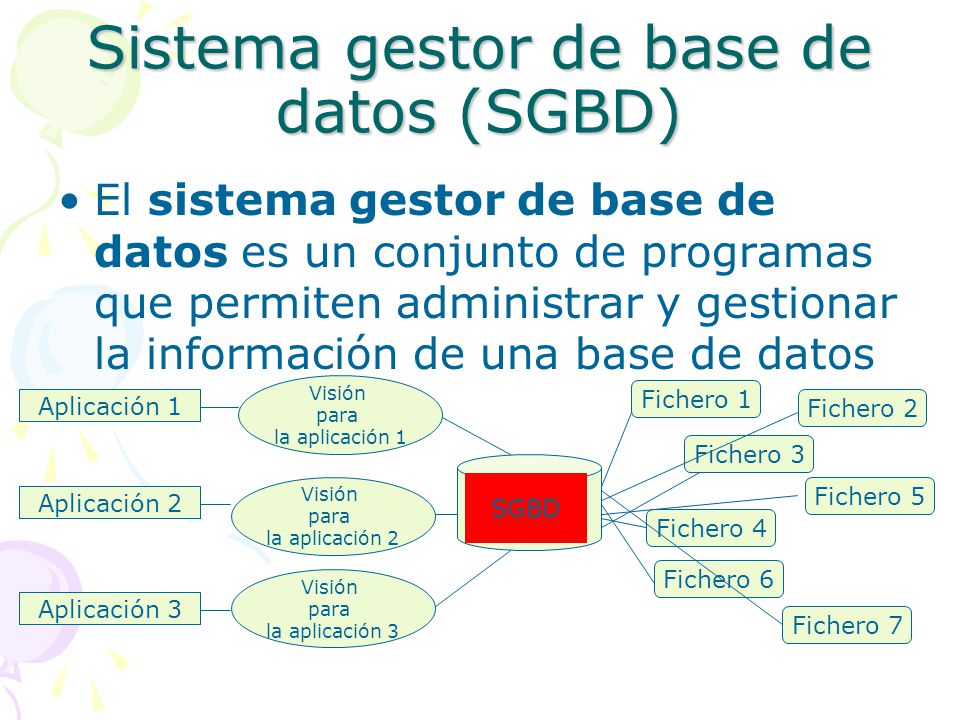 Sistema gestor de base de
datos (SGBD)
• El sistema gestor de base de
datos es un conjunto de programas
que permiten administrar y gestionar
la información de una base de datos
Aplicación 1
Visión
para
la aplicación 1
Fichero 1
Fichero 2
Fichero 3
Aplicación 2
Visión
para
la aplicación 2
SGBD
Fichero 5
Fichero 4
Fichero 6
Aplicación 3
Visión
para
la aplicación 3
Fichero 7